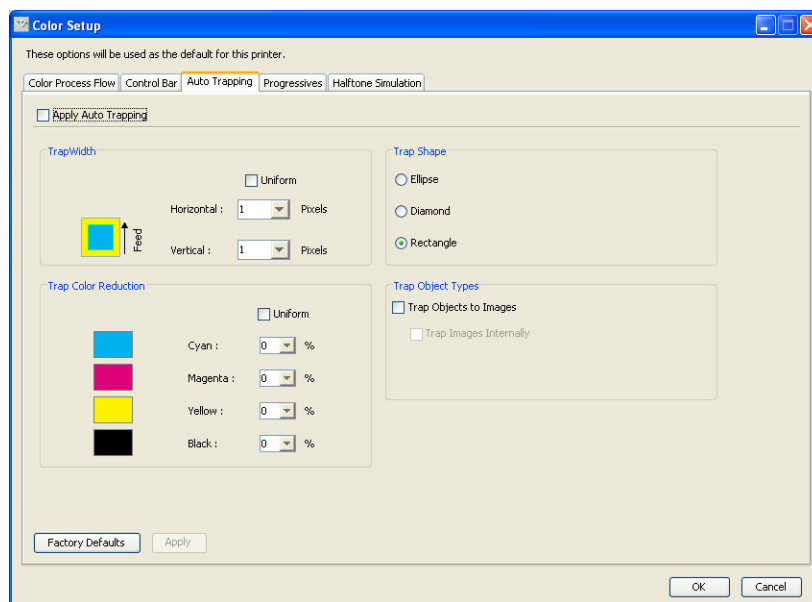 Color Setup
These options will be used as the default for this printer.
Color Process Flow Control Bar Auto Trapping Progressives Halftone Simulation
Apply Auto Trapping
TrapWidth
Uniform
Horizontal : 1 Pixels
Feed
Vertical : 1 Pixels
Trap Shape
Ellipse
Diamond
Rectangle
Trap Color Reduction
Uniform
Cyan : 0 %
Magenta : 0 %
Yellow : 0 %
Black : 0 %
Trap Object Types
Trap Objects to Images
Trap Images Internally
Factory Defaults Apply
OK Cancel